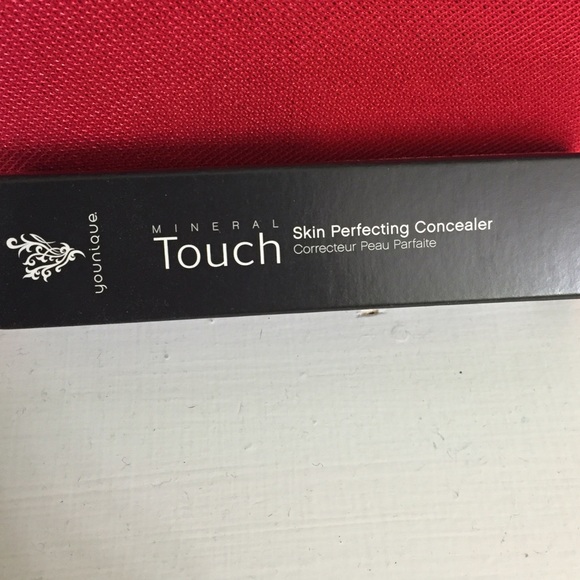 younique.
MINERAL
Touch
Skin Perfecting Concealer
Correcteur Peau Parfaite